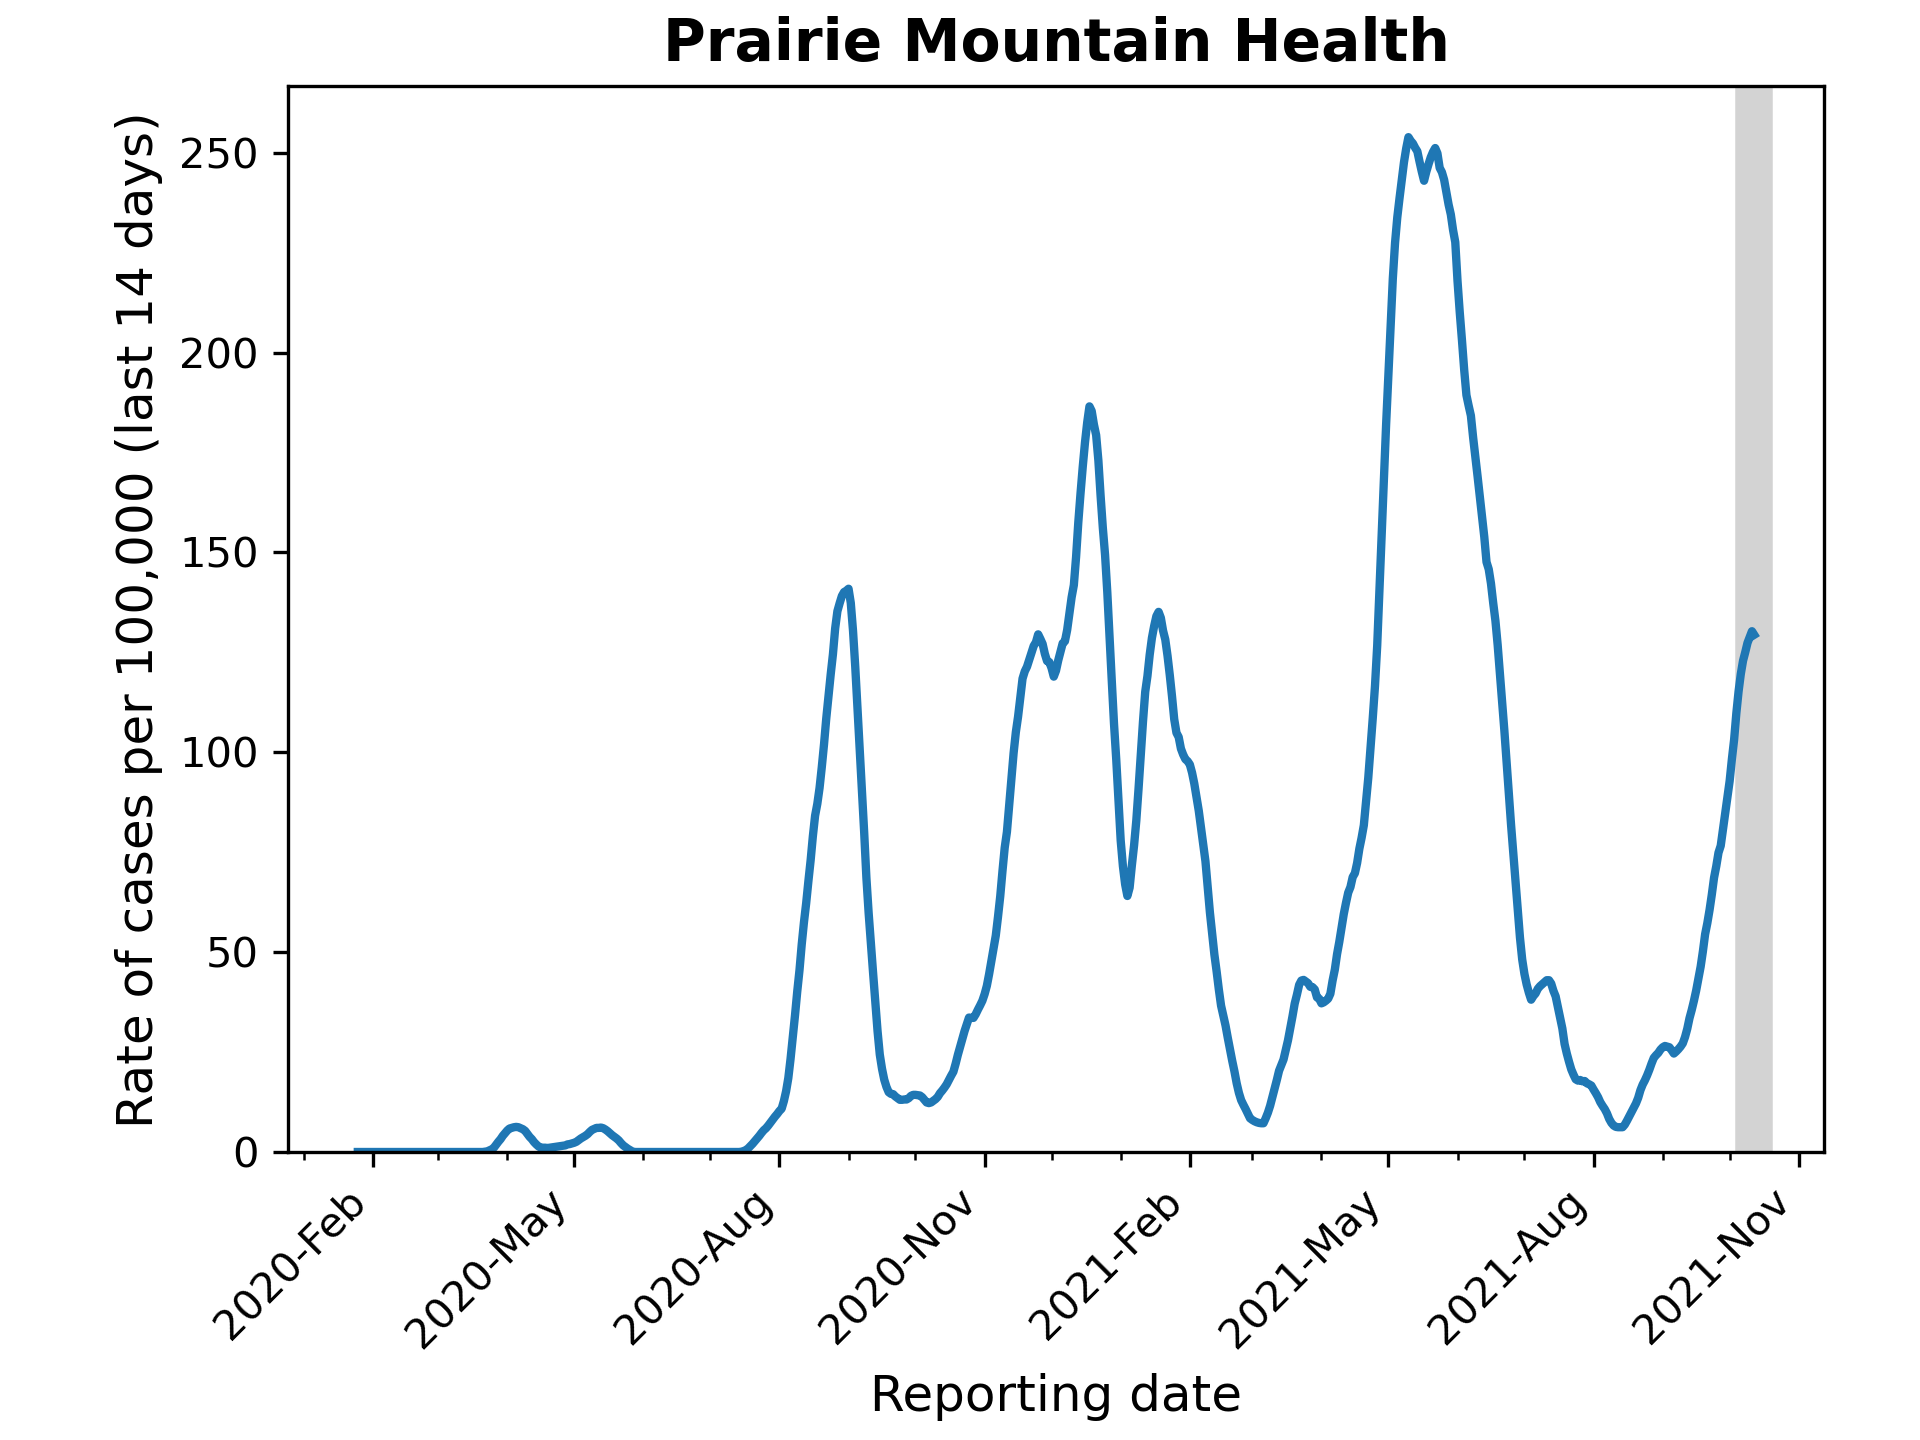 Prairie Mountain Health
Rate of cases per 100,000 (last 14 days)
250
200
150
100
50
0
2020-Feb
2020-May
2020-Aug
2020-Nov
2021-Feb
2021-May
2021-Aug
2021-Nov
Reporting date